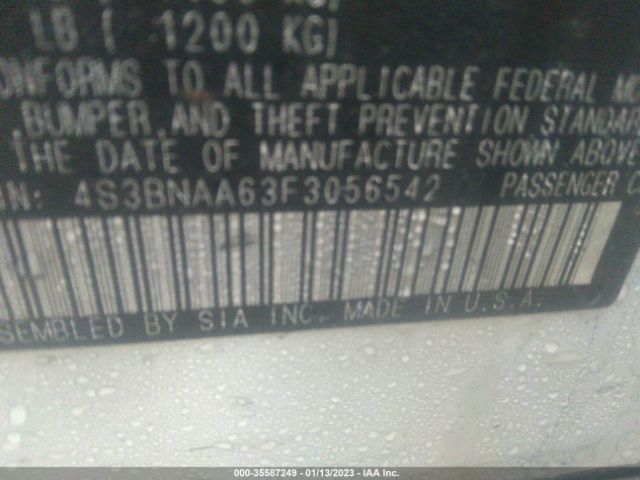 LB ( 1200 KG)
ONFORMS TO ALL APPLICABLE FEDERAL MO
,BUMPER,AND THEFT PREVENTION STANDAR
THE DATE OF MANUFACTURE SHOWN ABOVE
IN: 4S3BNAA63F3056542 PASSENGER C
SEMBLED BY SIA INC. MADE IN U.S.A.
000-35587249 - 01/13/2023 - IAA Inc.